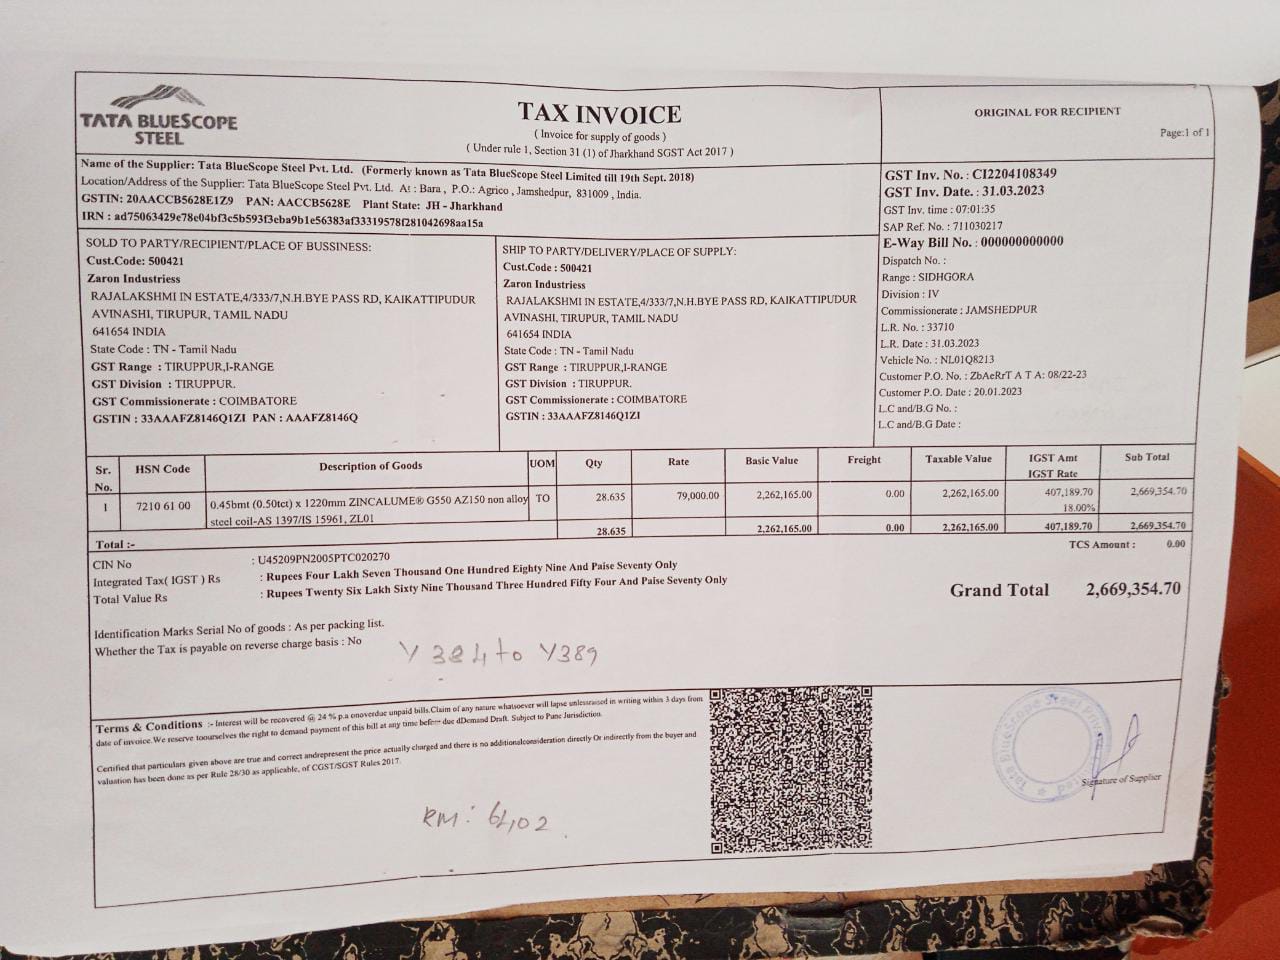 TATA BLUESCOPE
STEEL
TAX INVOICE
( Invoice for supply of goods )
( Under rule 1, Section 31 (1) of Jharkhand SGST Act 2017 )
ORIGINAL FOR RECIPIENT
Page:1 of 1
Name of the Supplier: Tata BlueScope Steel Pvt. Ltd. (Formerly known as Tata BlueScope Steel Limited till 19th Sept. 2018)
Location/Address of the Supplier: Tata BlueScope Steel Pvt. Ltd. At : Bara , P.O.: Agrico , Jamshedpur, 831009 , India.
GSTIN: 20AACCB5628E1Z9 PAN: AACCB5628E Plant State: JH - Jharkhand
IRN : ad75063429e78e04bf3c5b593f3eba9b1e56383af33319578f281042698aa15a
GST Inv. No. : CI2204108349
GST Inv. Date. : 31.03.2023
GST Inv. time : 07:01:35
SAP Ref. No. : 711030217
E-Way Bill No. : 000000000000
Dispatch No. :
Range : SIDHGORA
Division : IV
Commissionerate : JAMSHEDPUR
L.R. No. : 33710
L.R. Date : 31.03.2023
Vehicle No. : NL01Q8213
Customer P.O. No. : ZbAeRrT A T A: 08/22-23
Customer P.O. Date : 20.01.2023
L.C and/B.G No. :
L.C and/B.G Date :
SOLD TO PARTY/RECIPIENT/PLACE OF BUSSINESS:
Cust.Code: 500421
Zaron Industriess
RAJALAKSHMI IN ESTATE,4/333/7,N.H.BYE PASS RD, KAIKATTIPUDUR
AVINASHI, TIRUPUR, TAMIL NADU
641654 INDIA
State Code : TN - Tamil Nadu
GST Range : TIRUPPUR,I-RANGE
GST Division : TIRUPPUR.
GST Commissionerate : COIMBATORE
GSTIN : 33AAAFZ8146Q1ZI PAN : AAAFZ8146Q
SHIP TO PARTY/DELIVERY/PLACE OF SUPPLY:
Cust.Code : 500421
Zaron Industriess
RAJALAKSHMI IN ESTATE,4/333/7,N.H.BYE PASS RD, KAIKATTIPUDUR
AVINASHI, TIRUPUR, TAMIL NADU
641654 INDIA
State Code : TN - Tamil Nadu
GST Range : TIRUPPUR,I-RANGE
GST Division : TIRUPPUR.
GST Commissionerate : COIMBATORE
GSTIN : 33AAAFZ8146Q1ZI
Sr. No. HSN Code Description of Goods UOM Qty Rate Basic Value Freight Taxable Value IGST Amt IGST Rate Sub Total
1 7210 61 00 0.45bmt (0.50tct) x 1220mm ZINCALUME® G550 AZ150 non alloy TO 28.635 79,000.00 2,262,165.00 0.00 2,262,165.00 407,189.70 2,669,354.70
steel coil-AS 1397/IS 15961, ZL01 18.00%
Total :- 28.635 2,262,165.00 0.00 2,262,165.00 407,189.70 2,669,354.70
TCS Amount : 0.00
CIN No : U45209PN2005PTC020270
Integrated Tax( IGST ) Rs : Rupees Four Lakh Seven Thousand One Hundred Eighty Nine And Paise Seventy Only
Total Value Rs : Rupees Twenty Six Lakh Sixty Nine Thousand Three Hundred Fifty Four And Paise Seventy Only
Grand Total 2,669,354.70
Identification Marks Serial No of goods : As per packing list.
Whether the Tax is payable on reverse charge basis : No
Y 384 to Y389
Terms & Conditions :- Interest will be recovered @ 24 % p.a onoverdue unpaid bills.Claim of any nature whatsoever will lapse unlessraised in writing within 3 days from
date of invoice.We reserve toourselves the right to demand payment of this bill at any time before due dDemand Draft. Subject to Pune Jurisdiction.
Certified that particulars given above are true and correct andrepresent the price actually charged and there is no additionalconsideration directly Or indirectly from the buyer and
valuation has been done as per Rule 28/30 as applicable, of CGST/SGST Rules 2017.
RM:
Tata BlueScope Steel
Signature of Supplier